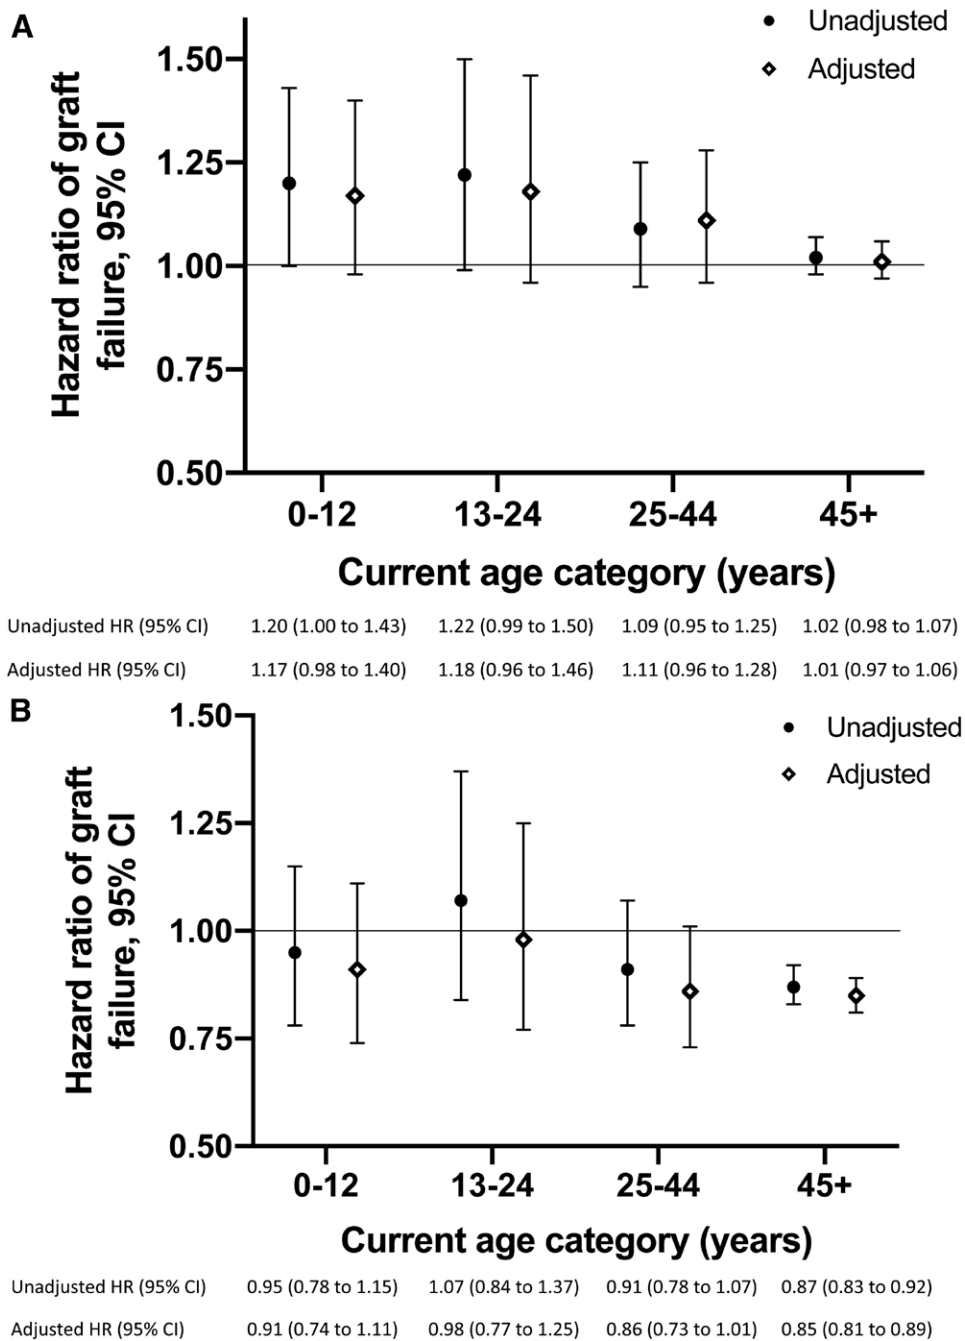 A
Unadjusted
Adjusted
Hazard ratio of graft
failure, 95% CI
1.50
1.25
1.00
0.75
0.50
0-12 13-24 25-44 45+
Current age category (years)
Unadjusted HR (95% CI) 1.20 (1.00 to 1.43) 1.22 (0.99 to 1.50) 1.09 (0.95 to 1.25) 1.02 (0.98 to 1.07)
Adjusted HR (95% CI) 1.17 (0.98 to 1.40) 1.18 (0.96 to 1.46) 1.11 (0.96 to 1.28) 1.01 (0.97 to 1.06)
B
Unadjusted
Adjusted
Hazard ratio of graft
failure, 95% CI
1.50
1.25
1.00
0.75
0.50
0-12 13-24 25-44 45+
Current age category (years)
Unadjusted HR (95% CI) 0.95 (0.78 to 1.15) 1.07 (0.84 to 1.37) 0.91 (0.78 to 1.07) 0.87 (0.83 to 0.92)
Adjusted HR (95% CI) 0.91 (0.74 to 1.11) 0.98 (0.77 to 1.25) 0.86 (0.73 to 1.01) 0.85 (0.81 to 0.89)